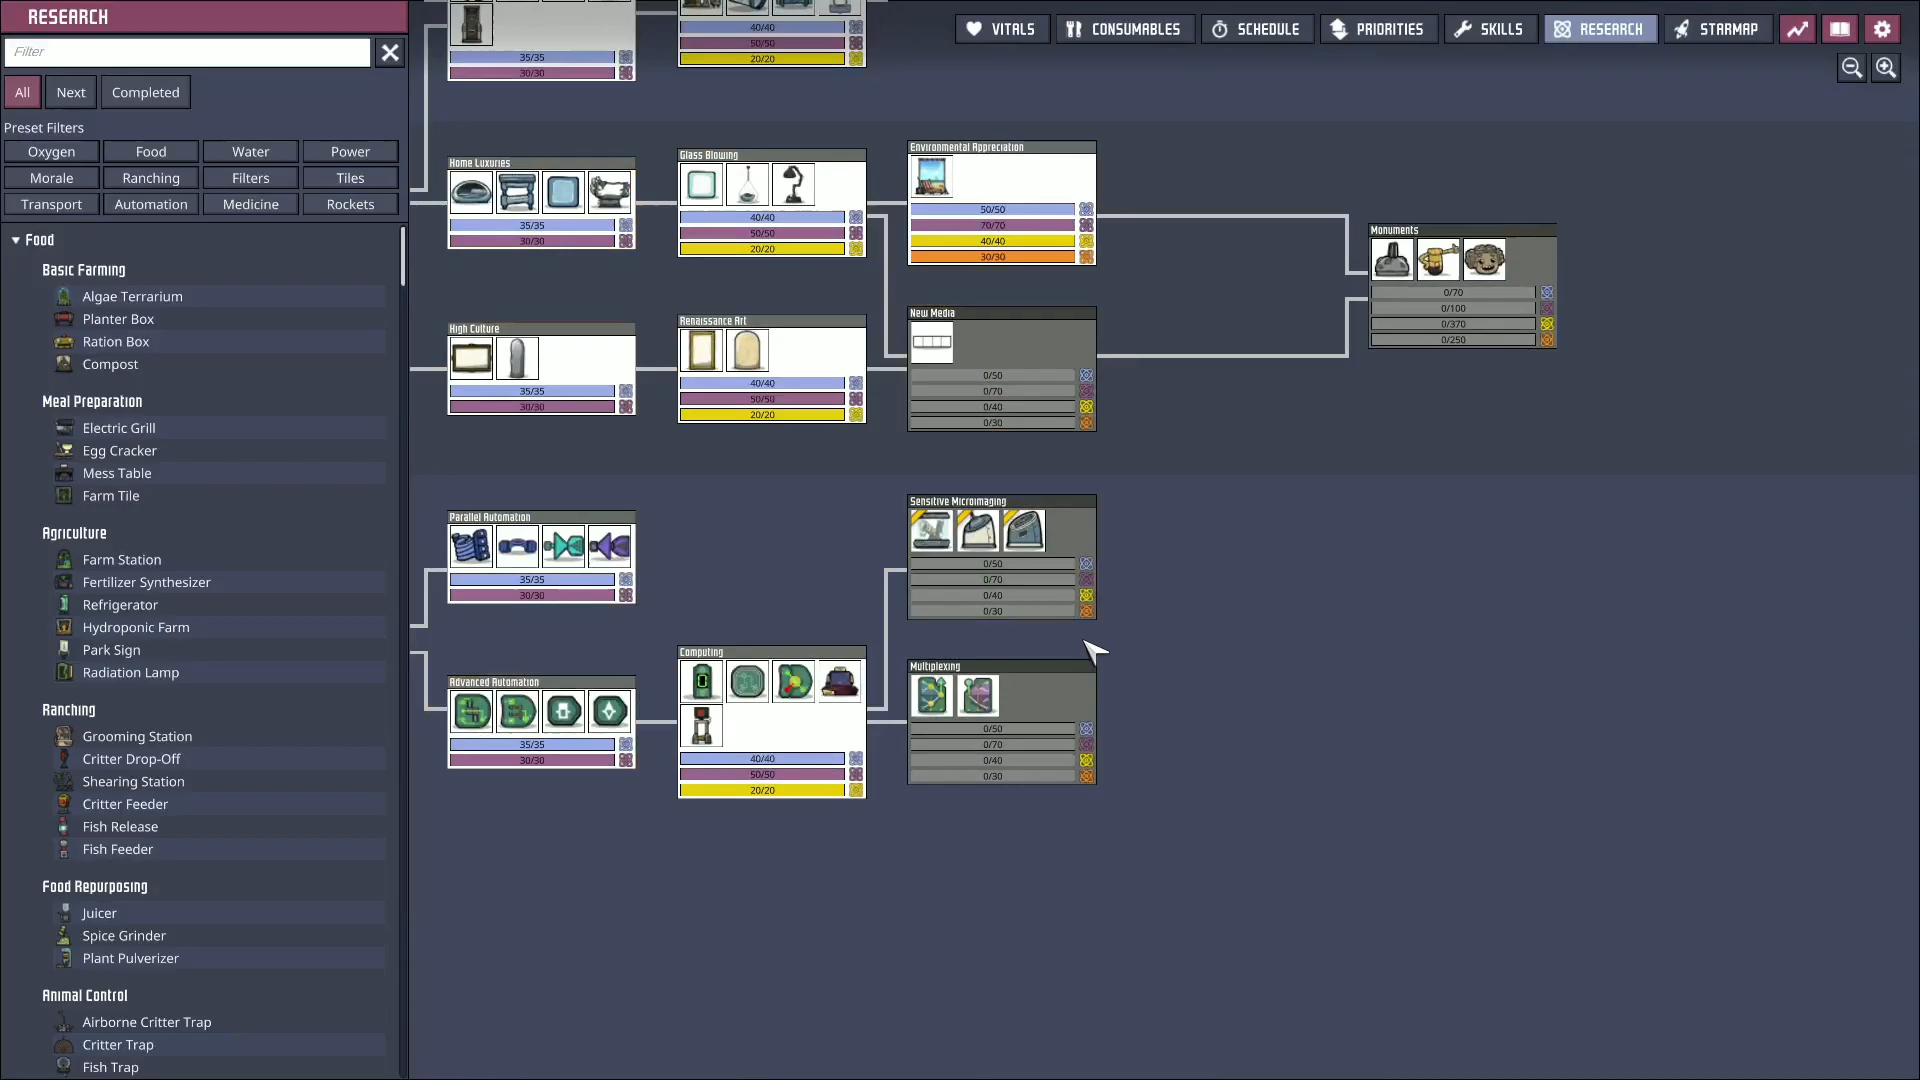 RESEARCH
Filter
All Next Completed
Preset Filters
Oxygen Food Water Power
Morale Ranching Filters Tiles
Transport Automation Medicine Rockets
Food
Basic Farming
Algae Terrarium
Planter Box
Ration Box
Compost
Meal Preparation
Electric Grill
Egg Cracker
Mess Table
Farm Tile
Agriculture
Farm Station
Fertilizer Synthesizer
Refrigerator
Hydroponic Farm
Park Sign
Radiation Lamp
Ranching
Grooming Station
Critter Drop-Off
Shearing Station
Critter Feeder
Fish Release
Fish Feeder
Food Repurposing
Juicer
Spice Grinder
Plant Pulverizer
Animal Control
Airborne Critter Trap
Critter Trap
Fish Trap
VITALS CONSUMABLES SCHEDULE PRIORITIES SKILLS RESEARCH STARMAP
35/35
30/30
40/40
50/50
20/20
Home Luxuries
35/35
30/30
Glass Blowing
40/40
50/50
20/20
Environmental Appreciation
50/50
70/70
40/40
30/30
Monuments
0/70
0/100
0/370
0/250
High Culture
35/35
30/30
Renaissance Art
40/40
50/50
20/20
New Media
0/50
0/70
0/40
0/30
Parallel Automation
35/35
30/30
Sensitive Microimaging
0/50
0/70
0/40
0/30
Advanced Automation
35/35
30/30
Computing
40/40
50/50
20/20
Multiplexing
0/50
0/70
0/40
0/30